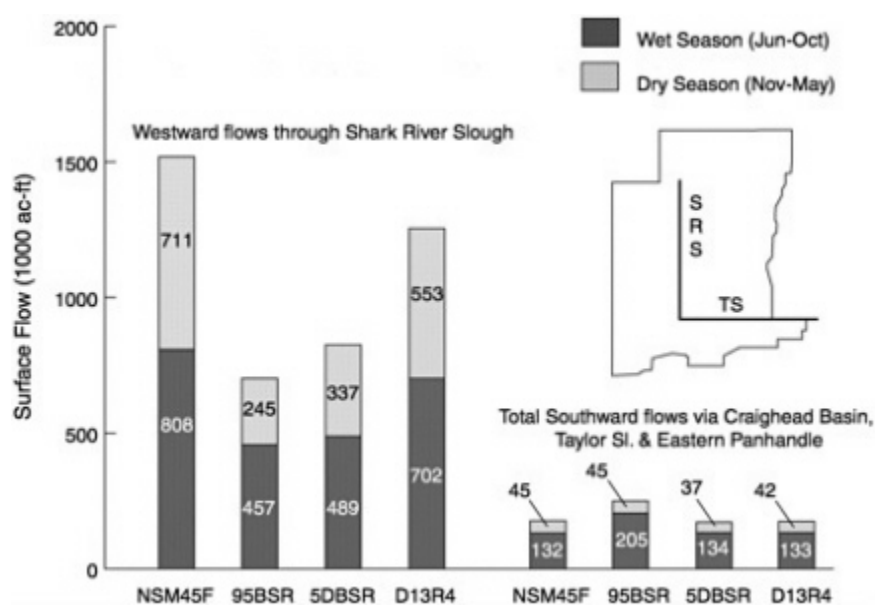 2000
1500
1000
500
0
Surface Flow (1000 ac-ft)
Wet Season (Jun-Oct)
Dry Season (Nov-May)
Westward flows through Shark River Slough
711
808
245
457
337
489
553
702
S
R
S
TS
Total Southward flows via Craighead Basin,
Taylor Sl. & Eastern Panhandle
45
132
45
205
37
134
42
133
NSM45F 95BSR 5DBSR D13R4 NSM45F 95BSR 5DBSR D13R4